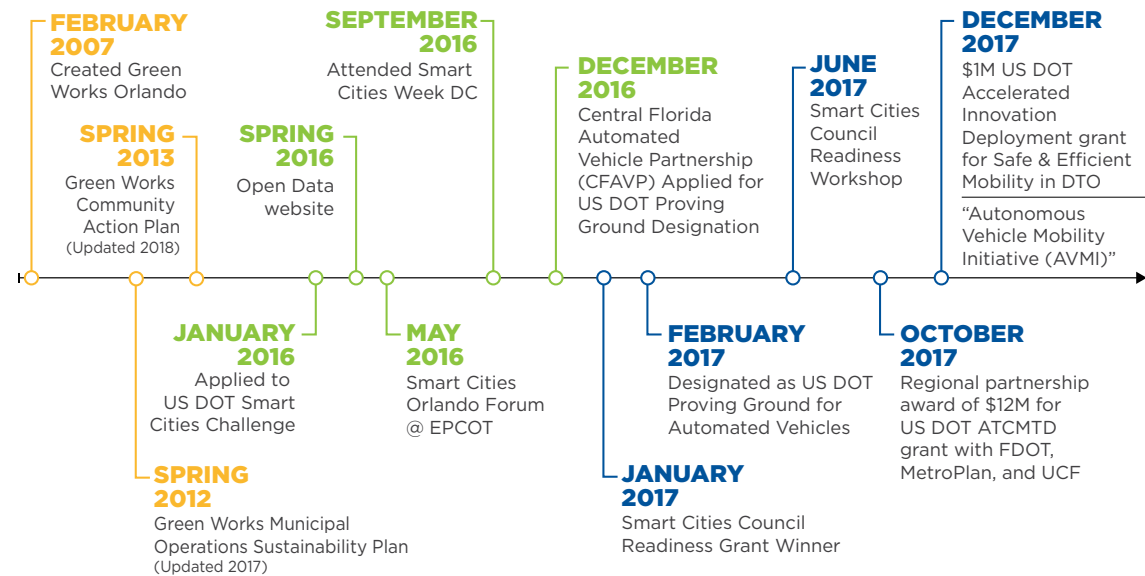 FEBRUARY
2007
Created Green
Works Orlando
SPRING
2013
Green Works
Community
Action Plan
(Updated 2018)
SPRING
2012
Green Works Municipal
Operations Sustainability Plan
(Updated 2017)
JANUARY
2016
Applied to
US DOT Smart
Cities Challenge
SPRING
2016
Open Data
website
MAY
2016
Smart Cities
Orlando Forum
@ EPCOT
SEPTEMBER
2016
Attended Smart
Cities Week DC
DECEMBER
2016
Central Florida
Automated
Vehicle Partnership
(CFAVP) Applied for
US DOT Proving
Ground Designation
JANUARY
2017
Smart Cities Council
Readiness Grant Winner
FEBRUARY
2017
Designated as US DOT
Proving Ground for
Automated Vehicles
JUNE
2017
Smart Cities
Council
Readiness
Workshop
OCTOBER
2017
Regional partnership
award of $12M for
US DOT ATCMTD
grant with FDOT,
MetroPlan, and UCF
DECEMBER
2017
$1M US DOT
Accelerated
Innovation
Deployment grant
for Safe & Efficient
Mobility in DTO
“Autonomous
Vehicle Mobility
Initiative (AVMI)”